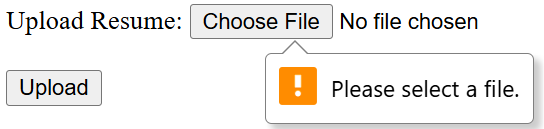 Upload Resume: Choose File No file chosen
! Please select a file.
Upload